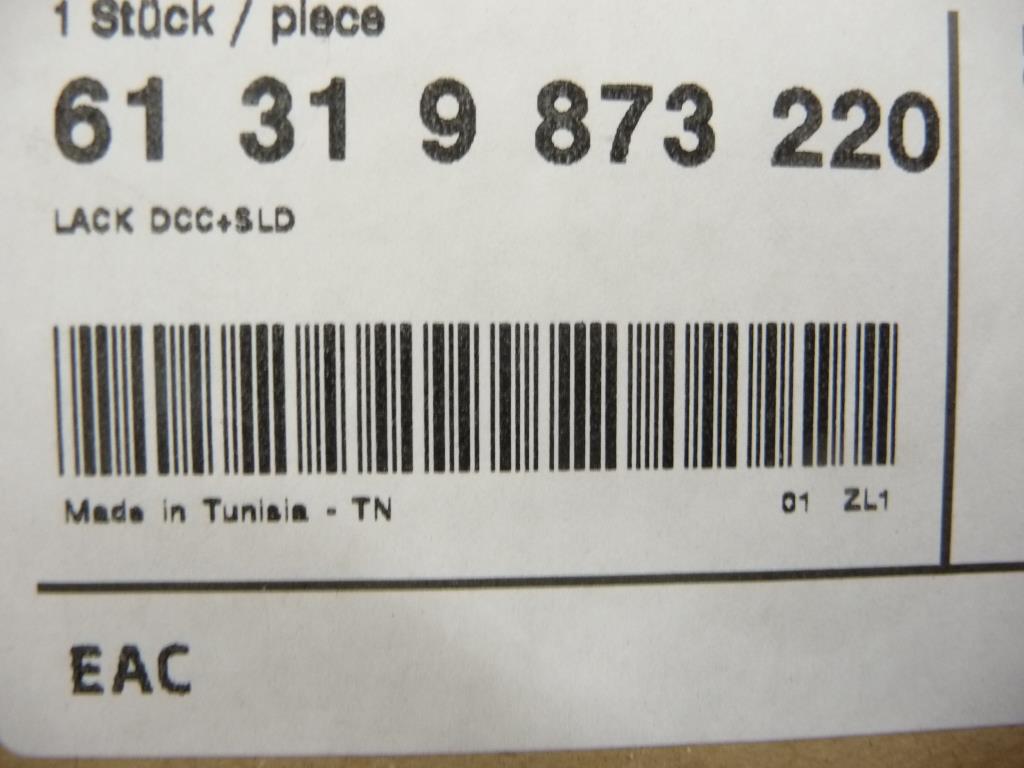 1 Stück / piece
61 31 9 873 220
LACK DCC+SLD
Made in Tunisia - TN 01 ZL1
EAC